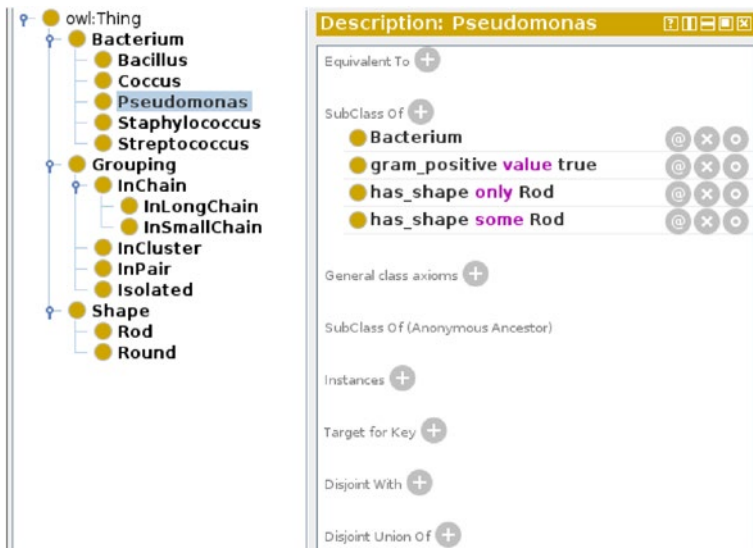 owl:Thing
Bacterium
Bacillus
Coccus
Pseudomonas
Staphylococcus
Streptococcus
Grouping
InChain
InLongChain
InSmallChain
InCluster
InPair
Isolated
Shape
Rod
Round
Description: Pseudomonas
Equivalent To
SubClass Of
Bacterium
gram_positive value true
has_shape only Rod
has_shape some Rod
General class axioms
SubClass Of (Anonymous Ancestor)
Instances
Target for Key
Disjoint With
Disjoint Union Of